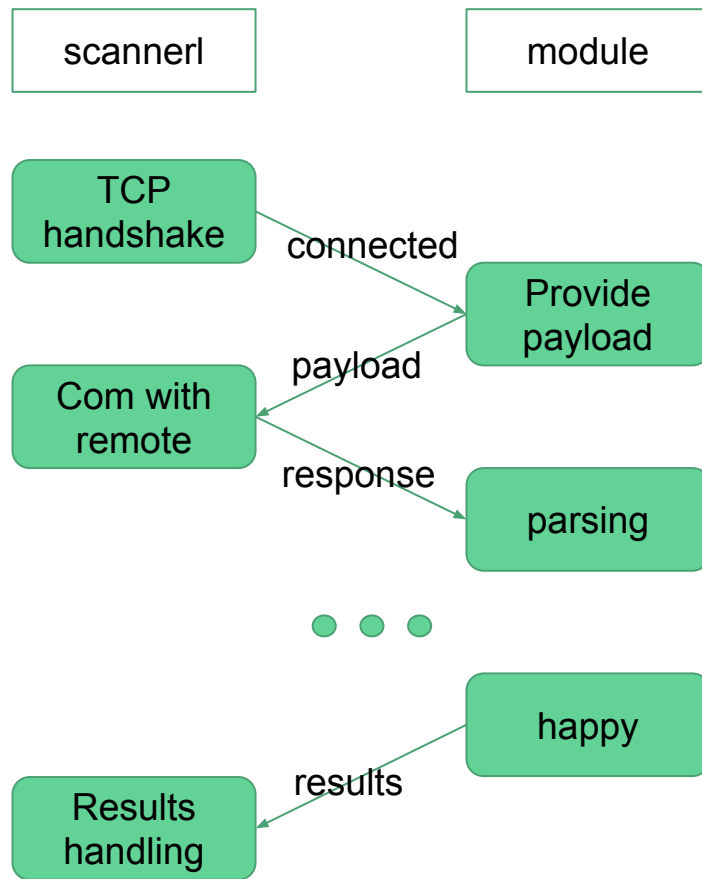 scannerl
module
TCP
handshake
connected
Provide
payload
payload
Com with
remote
response
parsing
happy
results
Results
handling